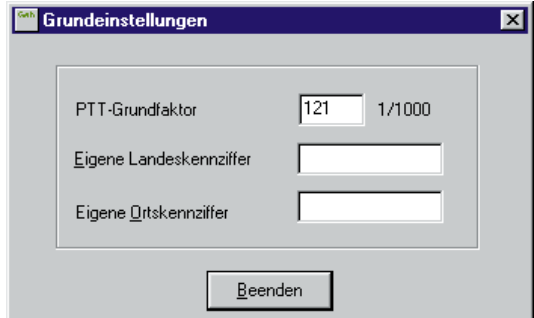 Grundeinstellungen
PTT-Grundfaktor 121 1/1000
Eigene Landeskennziffer
Eigene Ortskennziffer
Beenden